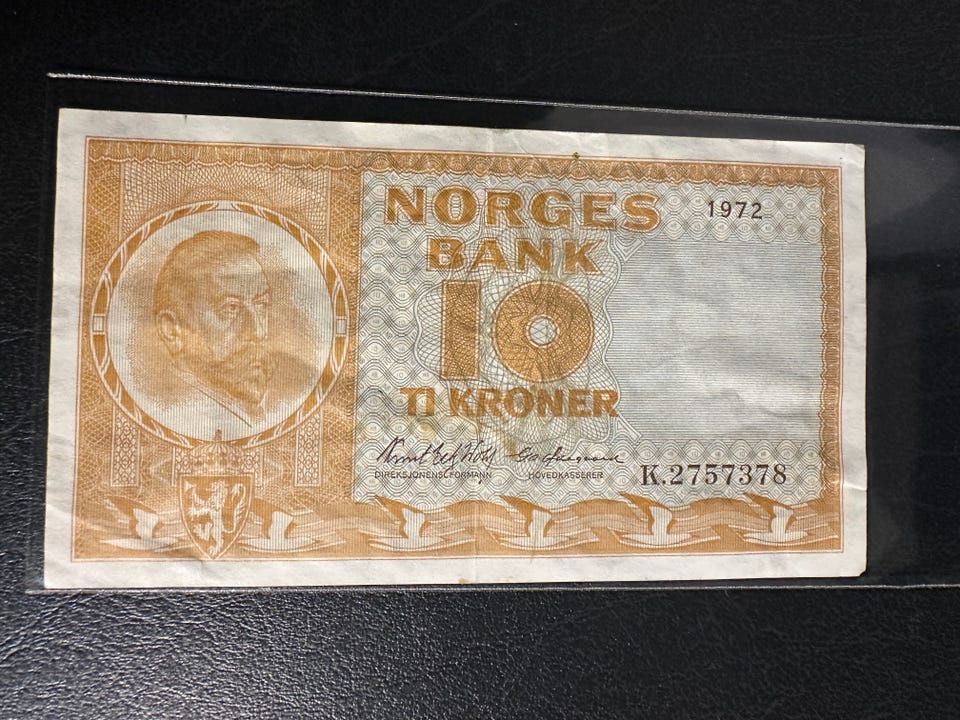 NORGES
1972
BANK
10
TI KRONER
DIREKSJONENS FORMANN HOVEDKASSERER
K.2757378